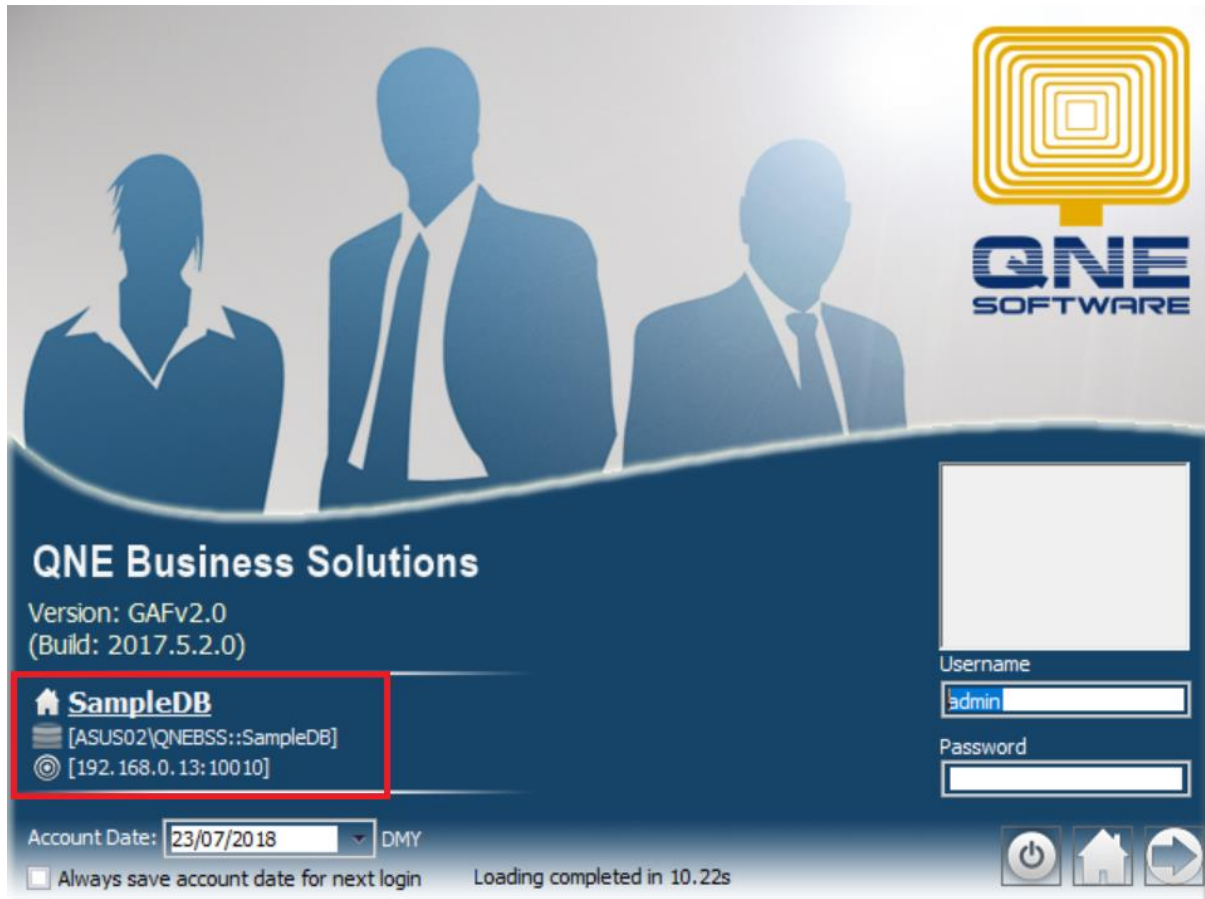 QNE
SOFTWARE
QNE Business Solutions
Version: GAFv2.0
(Build: 2017.5.2.0)
SampleDB
[ASUS02\QNEBSS::SampleDB]
[192.168.0.13:10010]
Username
admin
Password
Account Date: 23/07/2018 DMY
Always save account date for next login
Loading completed in 10.22s